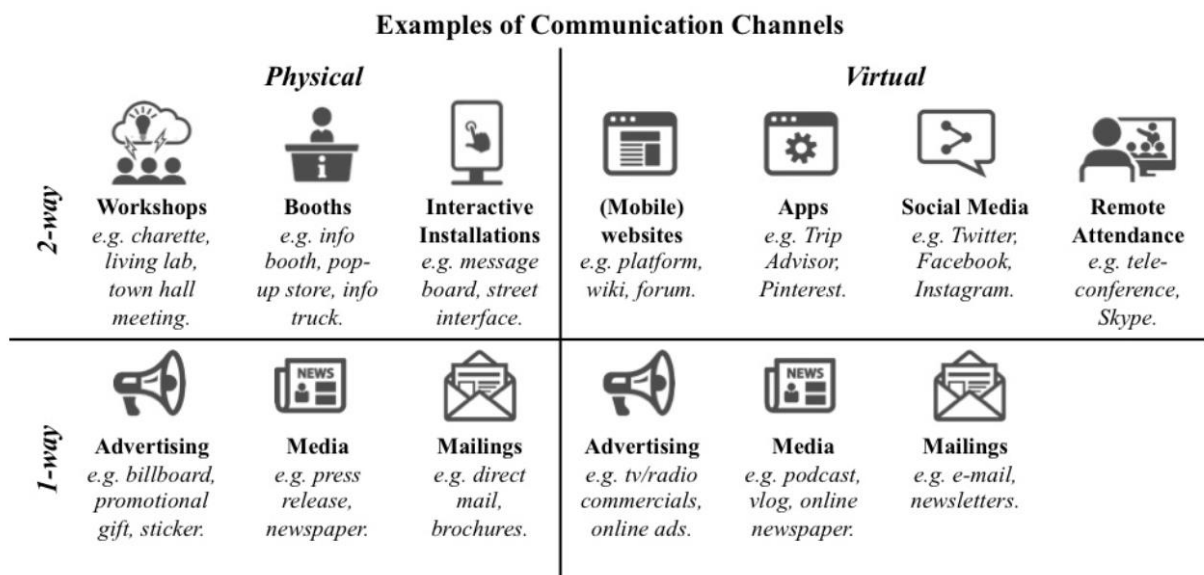 Examples of Communication Channels
Physical
Virtual
2-way
Workshops
e.g. charette,
living lab,
town hall
meeting.
i
Booths
e.g. info
booth, pop-
up store, info
truck.
Interactive
Installations
e.g. message
board, street
interface.
(Mobile)
websites
e.g. platform,
wiki, forum.
Apps
e.g. Trip
Advisor,
Pinterest.
Social Media
e.g. Twitter,
Facebook,
Instagram.
Remote
Attendance
e.g. tele-
conference,
Skype.
1-way
Advertising
e.g. billboard,
promotional
gift, sticker.
NEWS
Media
e.g. press
release,
newspaper.
Mailings
e.g. direct
mail,
brochures.
Advertising
e.g. tv/radio
commercials,
online ads.
NEWS
Media
e.g. podcast,
vlog, online
newspaper.
Mailings
e.g. e-mail,
newsletters.